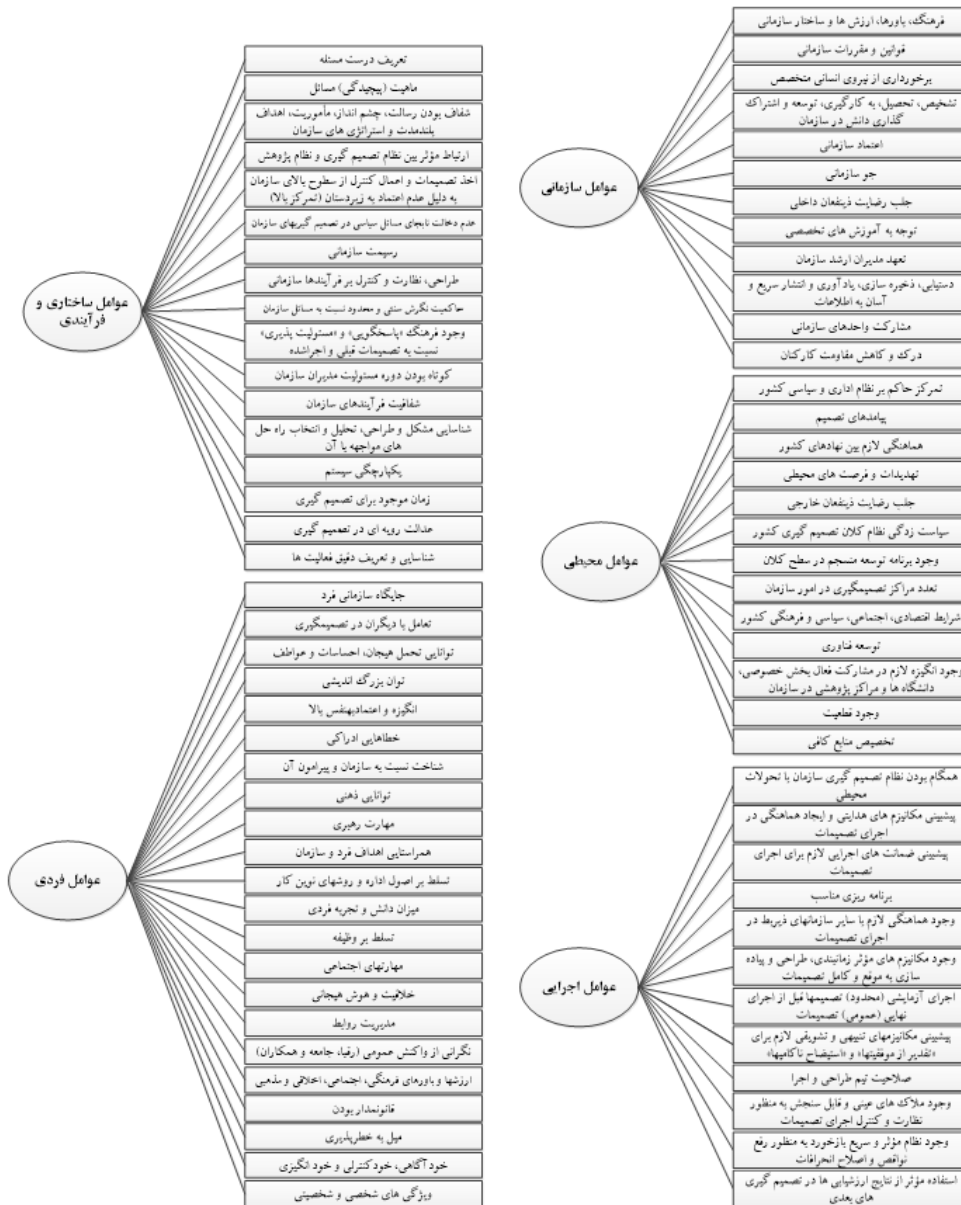 فرهنگ، باورها، ارزش ها و ساختار سازمانی
قوانین و مقررات سازمانی
برخورداری از نیروی انسانی متخصص
تشخیص، تحصیل، به کارگیری، توسعه و اشتراک
گذاری دانش در سازمان
اعتماد سازمانی
جو سازمانی
جلب رضایت ذینفعان داخلی
توجه به آموزش های تخصصی
تعهد مدیران ارشد سازمان
دستیابی، ذخیره سازی، یاد آوری و انتشار سریع و
آسان به اطلاعات
مشارکت واحدهای سازمانی
درک و کاهش مقاومت کارکنان
عوامل سازمانی
تمرکز حاکم بر نظام اداری و سیاسی کشور
پیامدهای تصمیم
هماهنگی لازم بین نهادهای کشور
تهدیدات و فرصت های محیطی
جلب رضایت ذینفعان خارجی
سیاست زدگی نظام کلان تصمیم گیری کشور
وجود برنامه توسعه منسجم در سطح کلان
تعدد مراکز تصمیمگیری در امور سازمان
شرایط اقتصادی، اجتماعی، سیاسی و فرهنگی کشور
توسعه فناوری
وجود انگیزه لازم در مشارکت فعال بخش خصوصی،
دانشگاه ها و مراکز پژوهشی در سازمان
وجود قطعیت
تخصیص منابع کافی
عوامل محیطی
همگام بودن نظام تصمیم گیری سازمان با تحولات
محیطی
پیشبینی مکانیزم های هدایتی و ایجاد هماهنگی در
اجرای تصمیمات
پیشبینی ضمانت های اجرایی لازم برای اجرای
تصمیمات
برنامه ریزی مناسب
وجود هماهنگی لازم با سایر سازمانهای ذیربط در
اجرای تصمیمات
وجود مکانیزم های مؤثر زمانبندی، طراحی و پیاده
سازی به موقع و کامل تصمیمات
اجرای آزمایشی (محدود) تصمیمها قبل از اجرای
نهایی (عمومی) تصمیمات
پیشبینی مکانیزمهای تنبیهی و تشویقی لازم برای
«تقدیر از موفقیتها» و «استیضاح ناکامیها»
صلاحیت تیم طراحی و اجرا
وجود ملاک های عینی و قابل سنجش به منظور
نظارت و کنترل اجرای تصمیمات
وجود نظام مؤثر و سریع بازخورد به منظور رفع
نواقص و اصلاح انحرافات
استفاده مؤثر از نتایج ارزشیابی ها در تصمیم گیری
های بعدی
عوامل اجرایی
تعریف درست مسئله
ماهیت (پیچیدگی) مسائل
شفاف بودن رسالت، چشم انداز، مأموریت، اهداف
بلندمدت و استراتژی های سازمان
ارتباط مؤثر بین نظام تصمیم گیری و نظام پژوهش
اخذ تصمیمات و اعمال کنترل از سطوح بالای سازمان
به دلیل عدم اعتماد به زیردستان (تمرکز بالا)
عدم دخالت نابجای مسائل سیاسی در تصمیم گیریهای سازمان
رسمیت سازمانی
طراحی، نظارت و کنترل بر فرآیندها سازمانی
حاکمیت نگرش سنتی و محدود نسبت به مسائل سازمان
وجود فرهنگ «پاسخگویی» و «مسئولیت پذیری»
نسبت به تصمیمات قبلی و اجراشده
کوتاه بودن دوره مسئولیت مدیران سازمان
شفافیت فرآیندهای سازمان
شناسایی مشکل و طراحی، تحلیل و انتخاب راه حل
های مواجهه با آن
یکپارچگی سیستم
زمان موجود برای تصمیم گیری
عدالت رویه ای در تصمیم گیری
شناسایی و تعریف دقیق فعالیت ها
عوامل ساختاری و
فرآیندی
جایگاه سازمانی فرد
تعامل با دیگران در تصمیمگیری
توانایی تحمل هیجان، احساسات و عواطف
توان بزرگ اندیشی
انگیزه و اعتمادبهنفس بالا
خطاهایی ادراکی
شناخت نسبت به سازمان و پیرامون آن
توانایی ذهنی
مهارت رهبری
همراستایی اهداف فرد و سازمان
تسلط بر اصول اداره و روشهای نوین کار
میزان دانش و تجربه فردی
تسلط بر وظیفه
مهارتهای اجتماعی
خلاقیت و هوش هیجانی
مدیریت روابط
نگرانی از واکنش عمومی (رقبا، جامعه و همکاران)
ارزشها و باورهای فرهنگی، اجتماعی، اخلاقی و مذهبی
قانونمدار بودن
میل به خطرپذیری
خود آگاهی، خود کنترلی و خود انگیزی
ویژگی های شخصی و شخصیتی
عوامل فردی